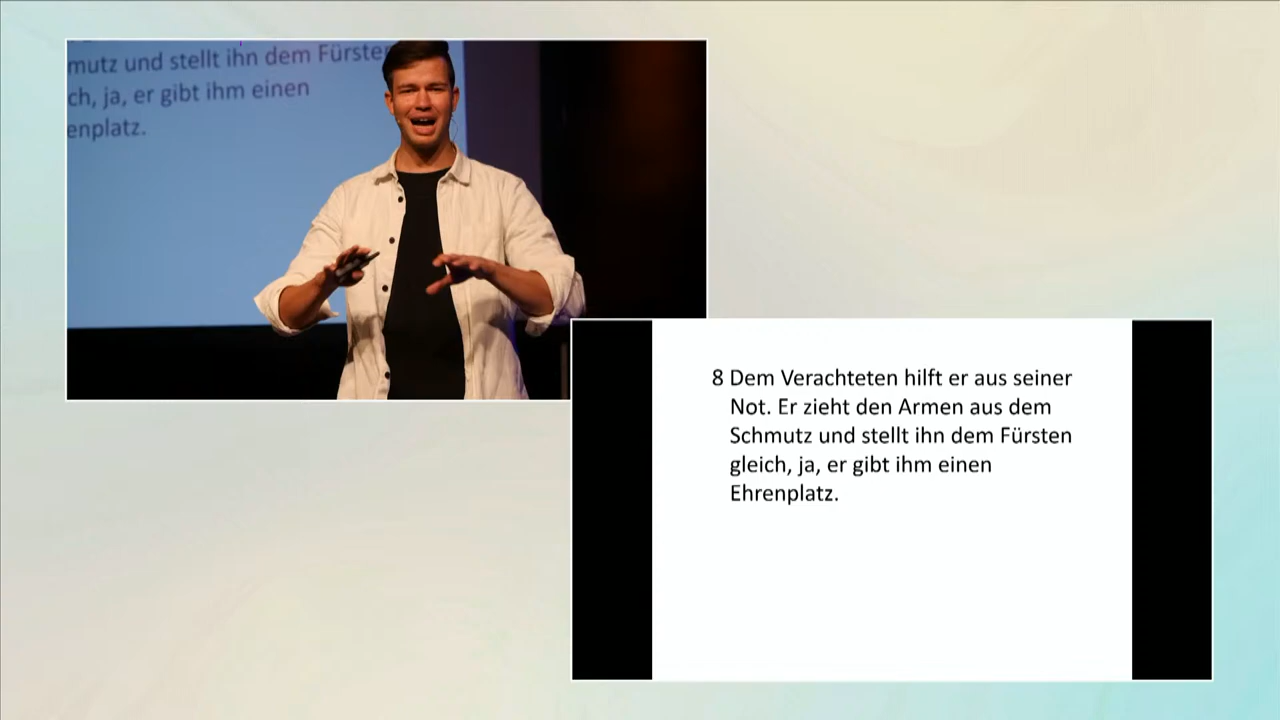 mutz und stellt ihn dem Fürste
ch, ja, er gibt ihm einen
enplatz.
8 Dem Verachteten hilft er aus seiner
Not. Er zieht den Armen aus dem
Schmutz und stellt ihn dem Fürsten
gleich, ja, er gibt ihm einen
Ehrenplatz.